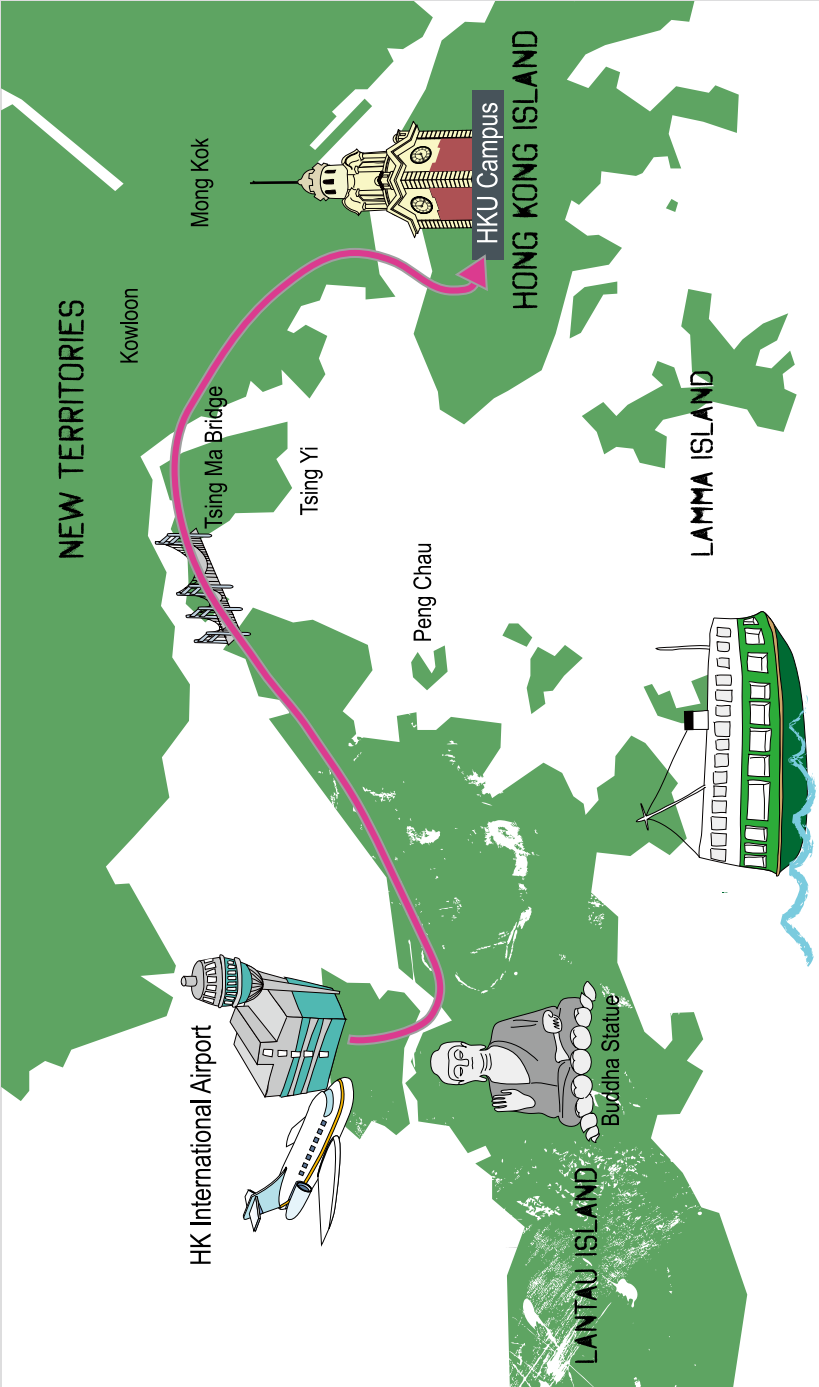 NEW TERRITORIES
Kowloon
Mong Kok
HK International Airport
Tsing Ma Bridge
Tsing Yi
Peng Chau
HKU Campus
HONG KONG ISLAND
LANTAU ISLAND
Buddha Statue
LAMMA ISLAND